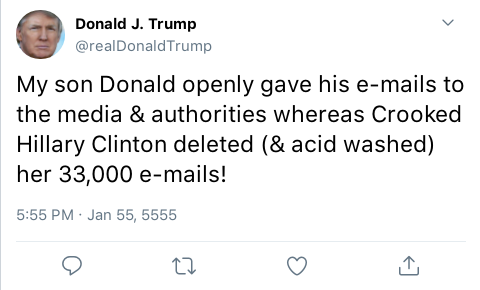 Donald J. Trump
@realDonaldTrump
My son Donald openly gave his e-mails to
the media & authorities whereas Crooked
Hillary Clinton deleted (& acid washed)
her 33,000 e-mails!
5:55 PM · Jan 55, 5555